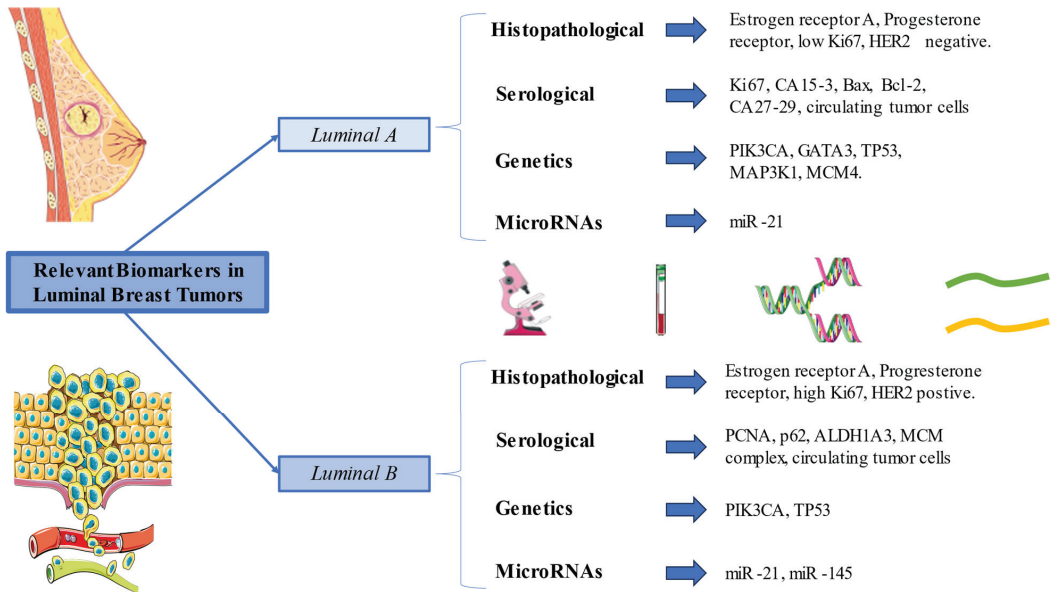 Relevant Biomarkers in
Luminal Breast Tumors
Luminal A
Histopathological
Estrogen receptor A, Progesterone
receptor, low Ki67, HER2 negative.
Serological
Ki67, CA15-3, Bax, Bcl-2,
CA27-29, circulating tumor cells
Genetics
PIK3CA, GATA3, TP53,
MAP3K1, MCM4.
MicroRNAs
miR-21
Luminal B
Histopathological
Estrogen receptor A, Progresterone
receptor, high Ki67, HER2 postive.
Serological
PCNA, p62, ALDH1A3, MCM
complex, circulating tumor cells
Genetics
PIK3CA, TP53
MicroRNAs
miR-21, miR-145